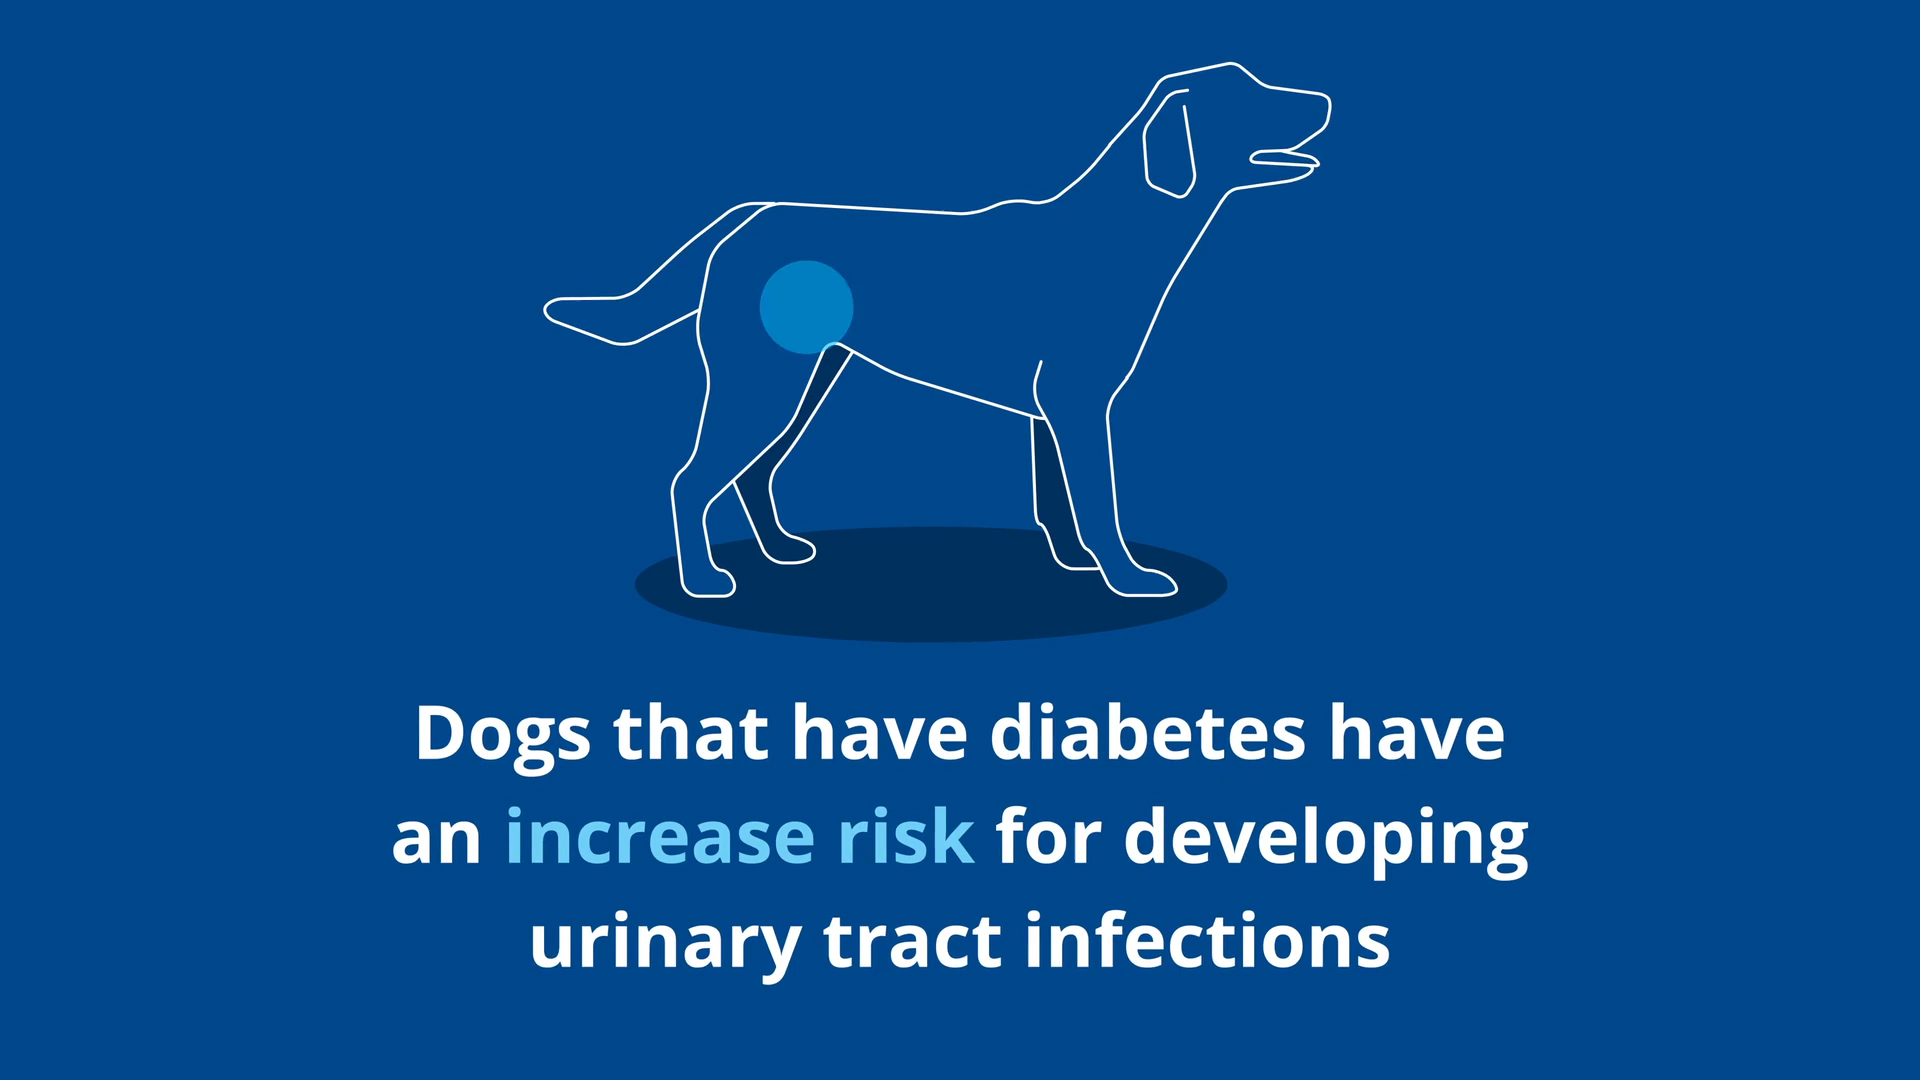 Dogs that have diabetes have
an increase risk for developing
urinary tract infections